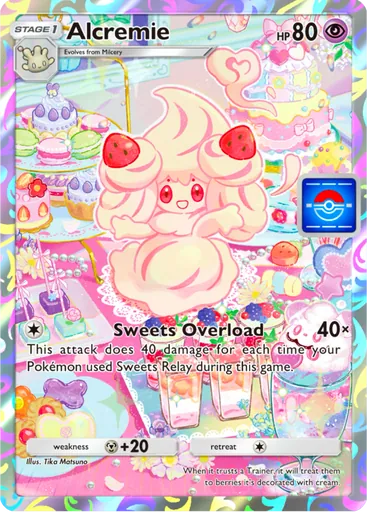 STAGE 1 Alcremie HP 80
Evolves from Milcery
Sweets Overload 40×
This attack does 40 damage for each time your
Pokémon used Sweets Relay during this game.
weakness +20 retreat
Illus. Tika Matsuno
When it trusts a Trainer, it will treat them
to berries it's decorated with cream.